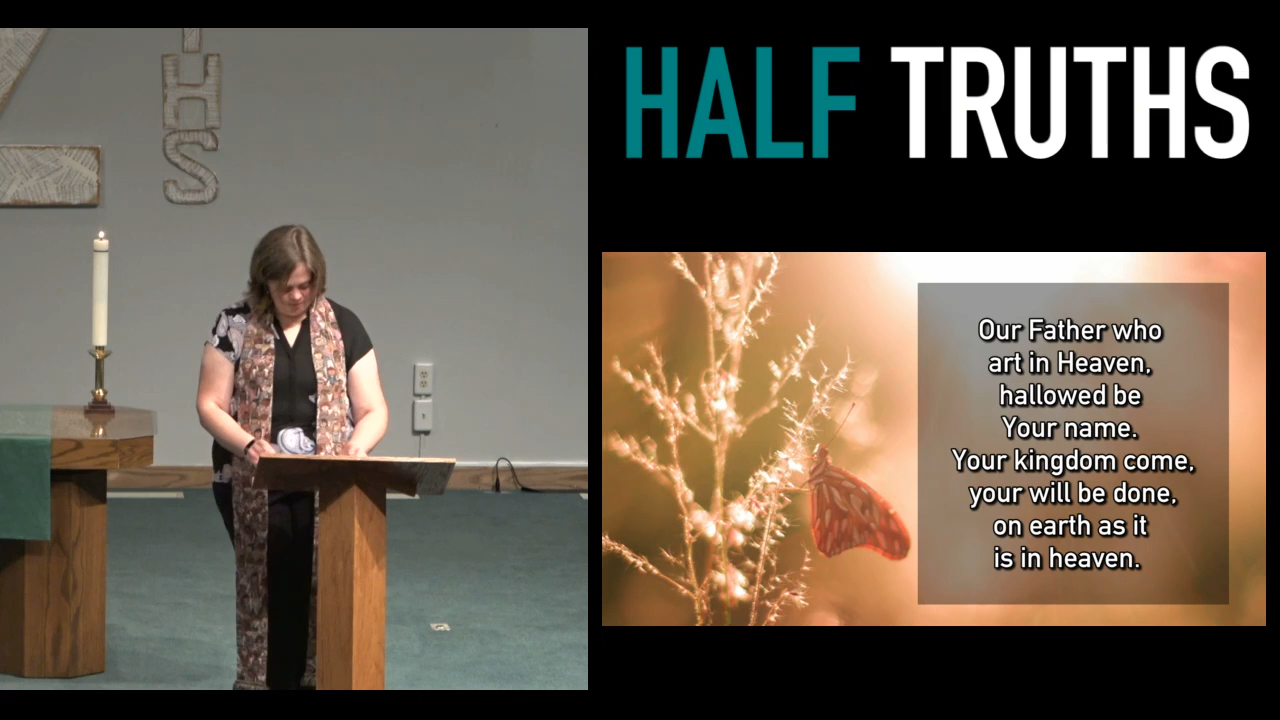 HALF TRUTHS
HS
Our Father who
art in Heaven,
hallowed be
Your name.
Your kingdom come,
your will be done,
on earth as it
is in heaven.